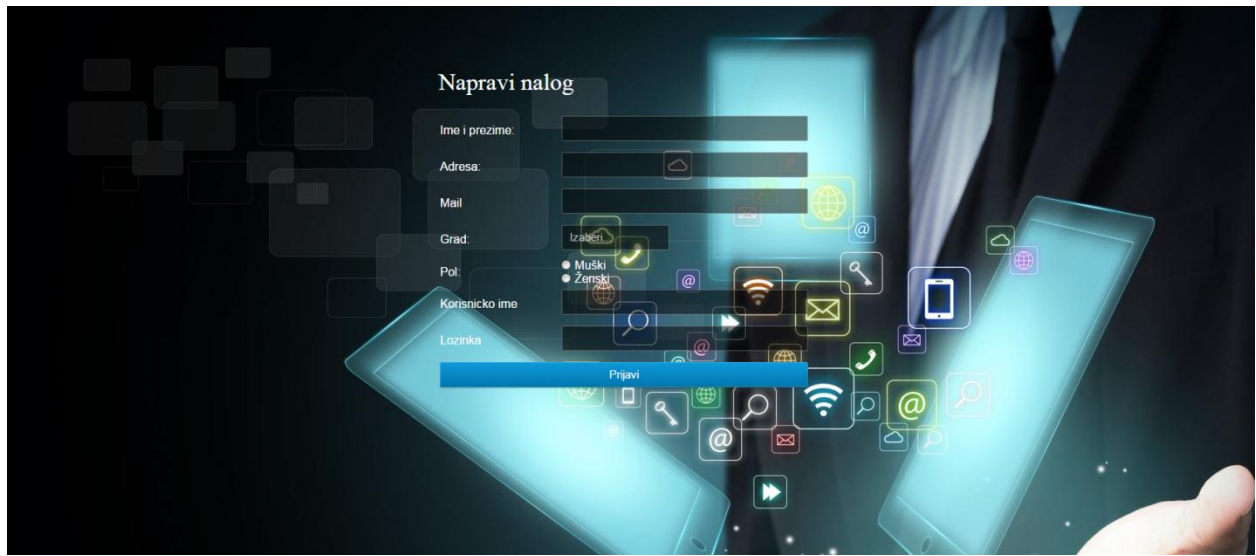 Napravi nalog
Ime i prezime:
Adresa:
Mail
Grad: Izaberi...
Pol: Muški
Ženski
Korisnicko ime
Lozinka
Prijavi